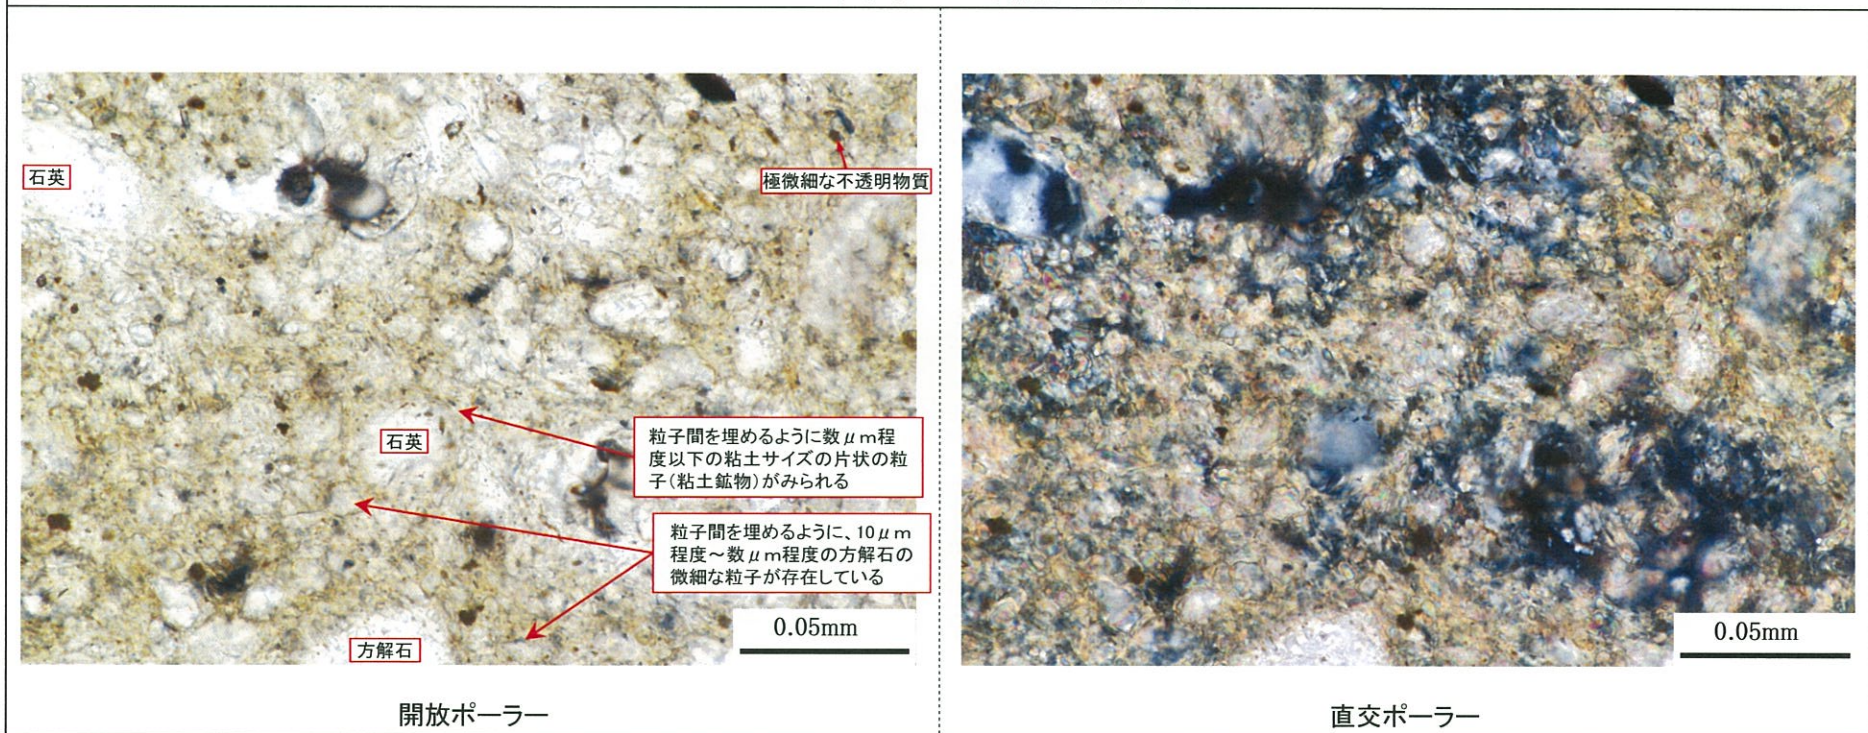 石英
極微細な不透明物質
石英
粒子間を埋めるように数μm程
度以下の粘土サイズの片状の粒
子(粘土鉱物)がみられる
粒子間を埋めるように、10μm
程度~数μm程度の方解石の
微細な粒子が存在している
方解石
0.05mm
開放ポーラー
0.05mm
直交ポーラー